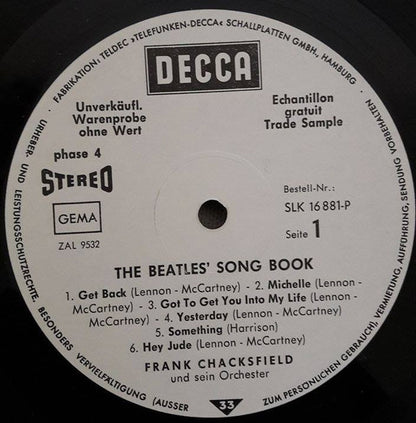 FABRIKATION: TELDEC »TELEFUNKEN-DECCA« SCHALLPLATTEN GMBH., HAMBURG · URHEBER- UND LEISTUNGSSCHUTZRECHTE. BESONDERS VERVIELFÄLTIGUNG (AUSSER ZUM PERSÖNLICHEN GEBRAUCH), VERMIETUNG, AUFFÜHRUNG, SENDUNG VORBEHALTEN ·
DECCA
Unverkäufl.
Warenprobe
ohne Wert
Echantillon
gratuit
Trade Sample
phase 4
STEREO
GEMA
ZAL 9532
Bestell-Nr.:
SLK 16 881-P
Seite 1
THE BEATLES' SONG BOOK
1. Get Back (Lennon - McCartney) - 2. Michelle (Lennon -
McCartney) - 3. Got To Get You Into My Life (Lennon -
McCartney) - 4. Yesterday (Lennon - McCartney)
5. Something (Harrison)
6. Hey Jude (Lennon - McCartney)
FRANK CHACKSFIELD
und sein Orchester
33